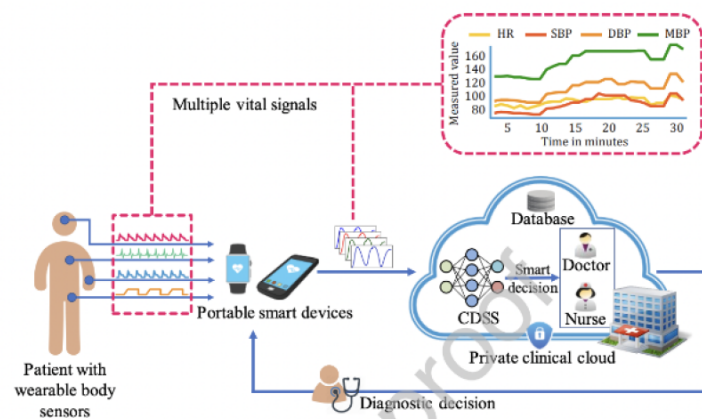 HR SBP DBP MBP
Measured value
160
140
120
100
80
5 10 15 20 25 30
Time in minutes
Multiple vital signals
Database
Smart
decision
Doctor
CDSS
Nurse
Portable smart devices
Private clinical cloud
Patient with
wearable body
sensors
Diagnostic decision
proof